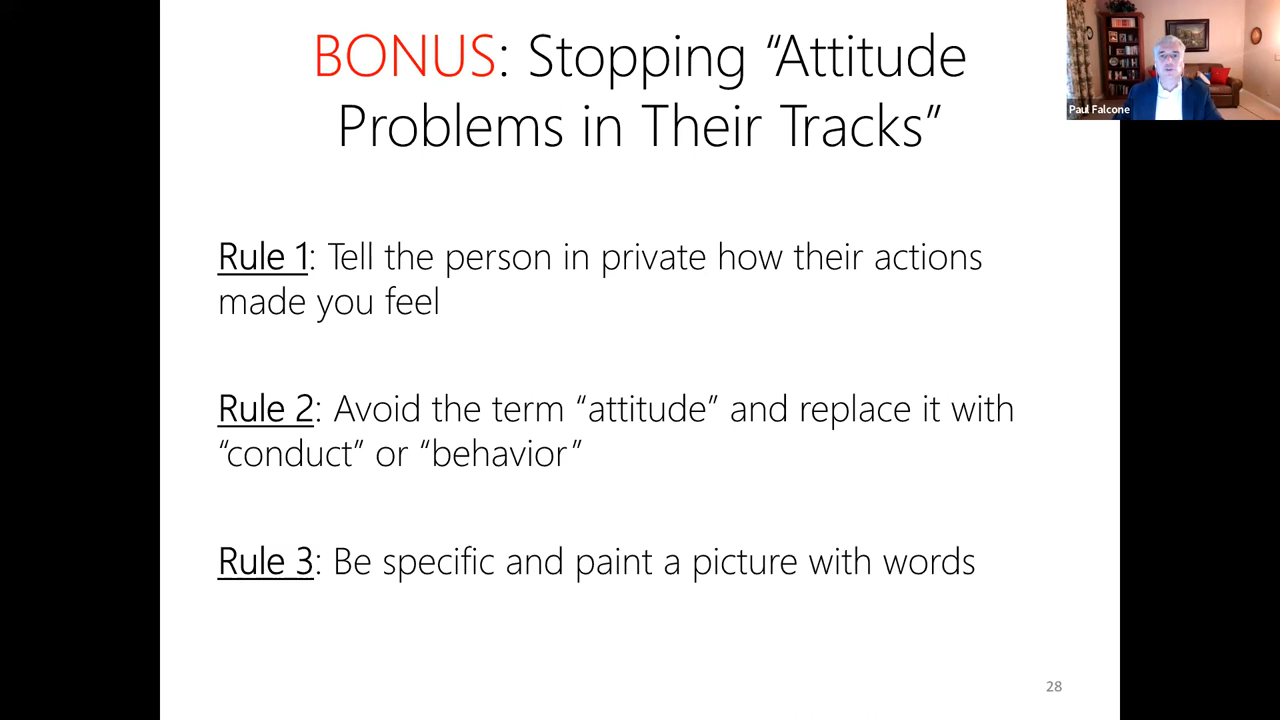 BONUS: Stopping “Attitude
Problems in Their Tracks”
Paul Falcone
Rule 1: Tell the person in private how their actions
made you feel
Rule 2: Avoid the term “attitude” and replace it with
“conduct” or “behavior”
Rule 3: Be specific and paint a picture with words
28